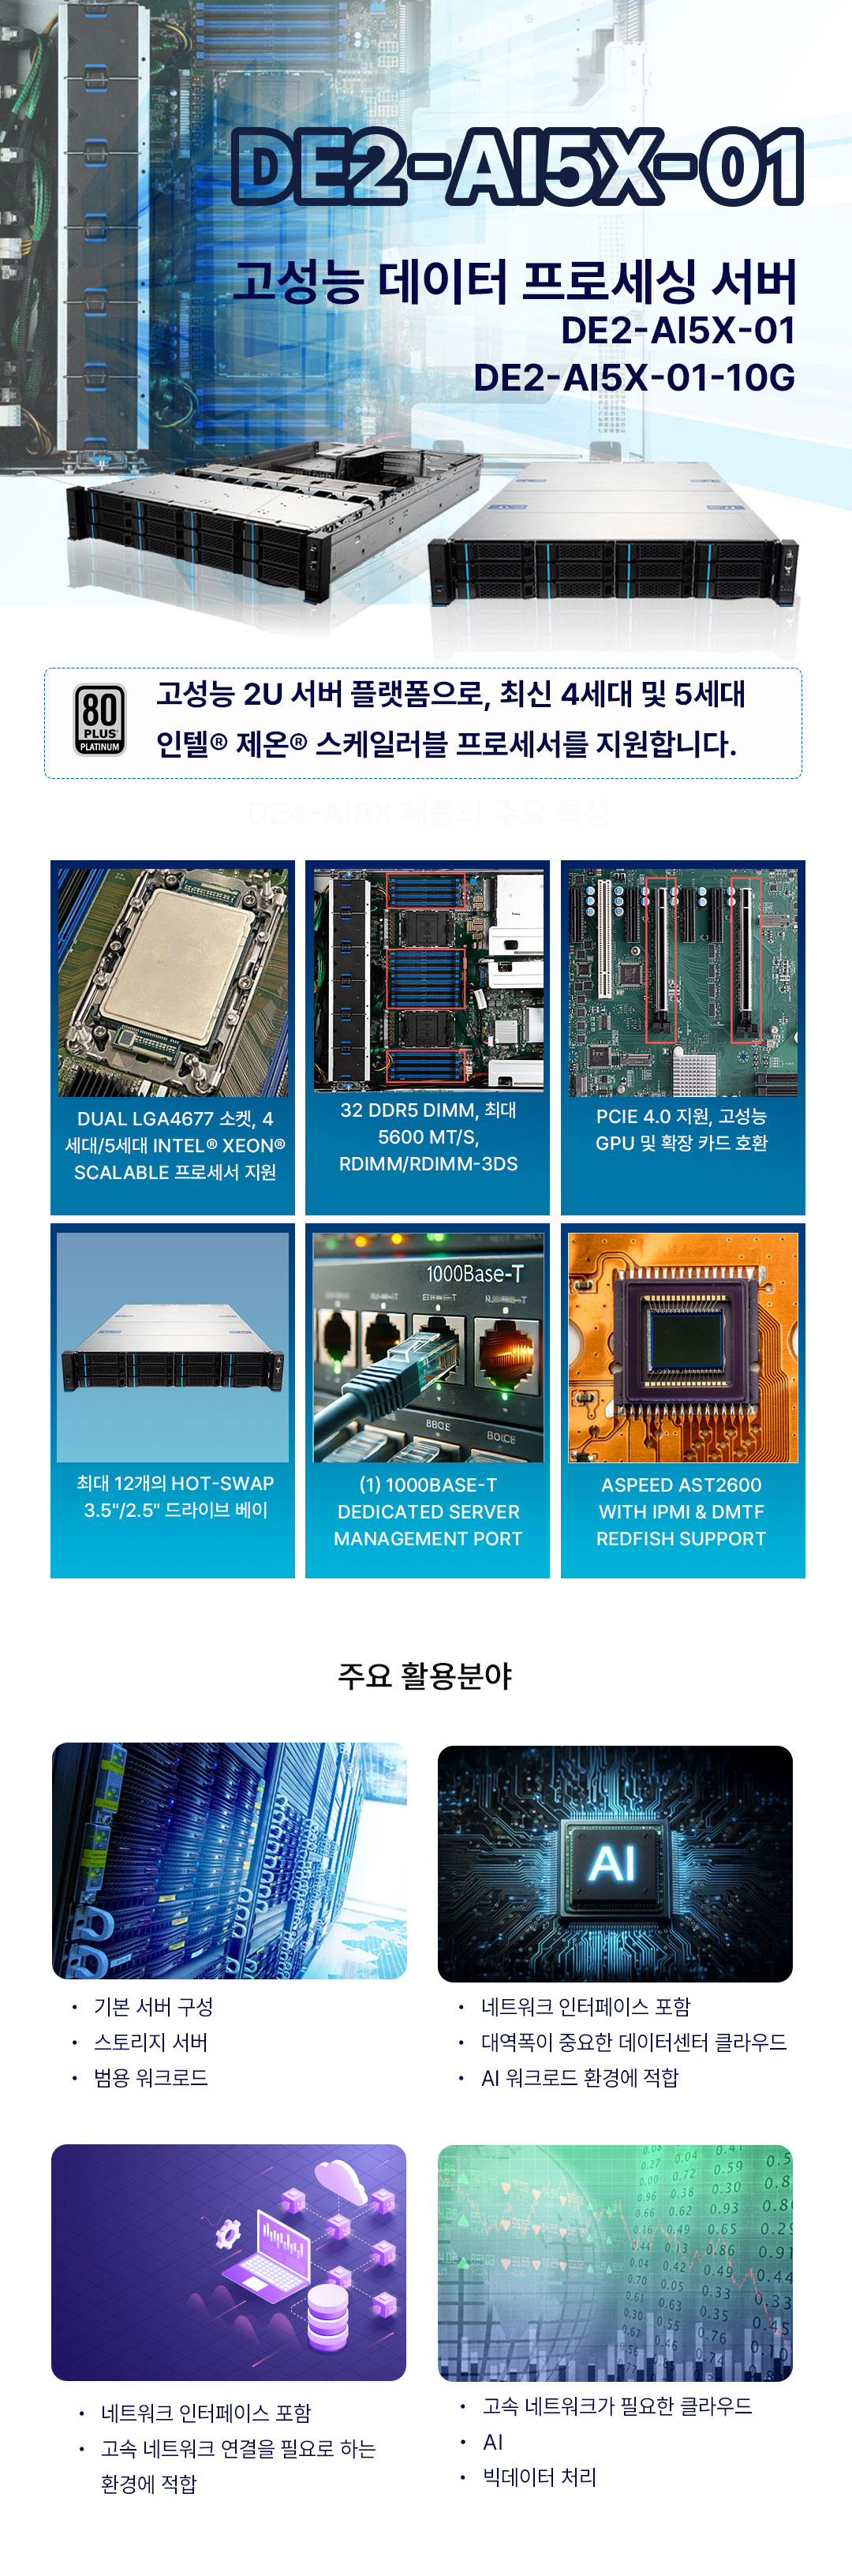 DE2-AI5X-01
고성능 데이터 프로세싱 서버
DE2-AI5X-01
DE2-AI5X-01-10G
80
PLUS
PLATINUM
고성능 2U 서버 플랫폼으로, 최신 4세대 및 5세대
인텔® 제온® 스케일러블 프로세서를 지원합니다.
DE4-AI8X 제품의 주요 특성
DUAL LGA4677 소켓, 4
세대/5세대 INTEL® XEON®
SCALABLE 프로세서 지원
32 DDR5 DIMM, 최대
5600 MT/S,
RDIMM/RDIMM-3DS
PCIE 4.0 지원, 고성능
GPU 및 확장 카드 호환
1000Base-T
최대 12개의 HOT-SWAP
3.5"/2.5" 드라이브 베이
(1) 1000BASE-T
DEDICATED SERVER
MANAGEMENT PORT
ASPEED AST2600
WITH IPMI & DMTF
REDFISH SUPPORT
주요 활용분야
AI
• 기본 서버 구성
• 스토리지 서버
• 범용 워크로드
• 네트워크 인터페이스 포함
• 대역폭이 중요한 데이터센터 클라우드
• AI 워크로드 환경에 적합
• 네트워크 인터페이스 포함
• 고속 네트워크 연결을 필요로 하는
환경에 적합
• 고속 네트워크가 필요한 클라우드
• AI
• 빅데이터 처리